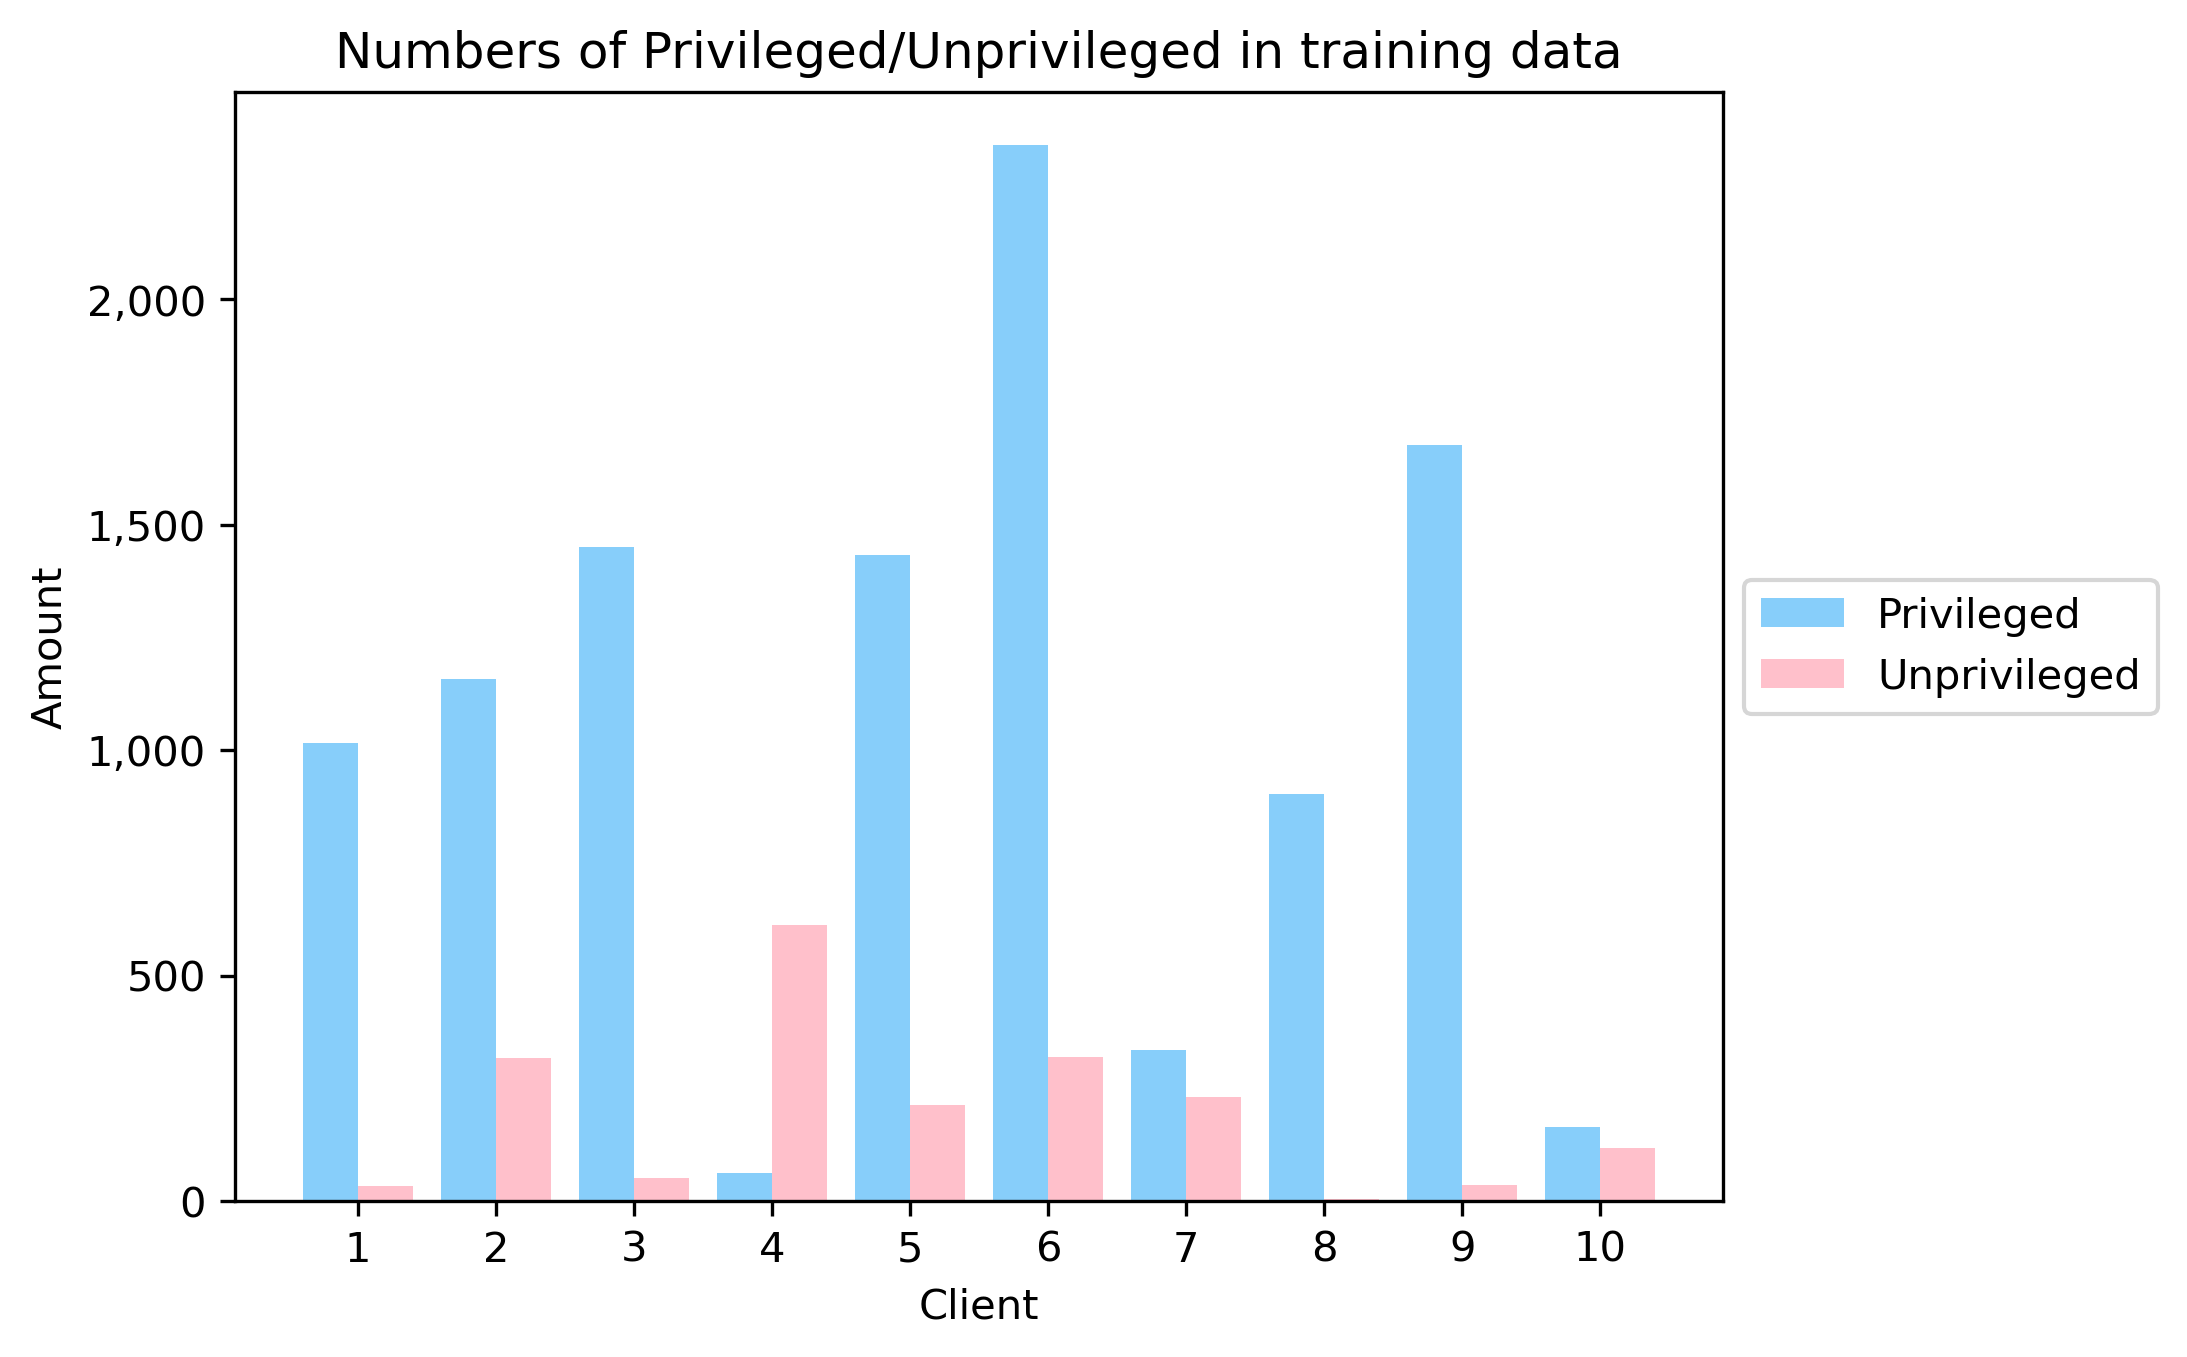 Numbers of Privileged/Unprivileged in training data
2,000
1,500
1,000
500
0
Amount
1 2 3 4 5 6 7 8 9 10
Client
Privileged
Unprivileged